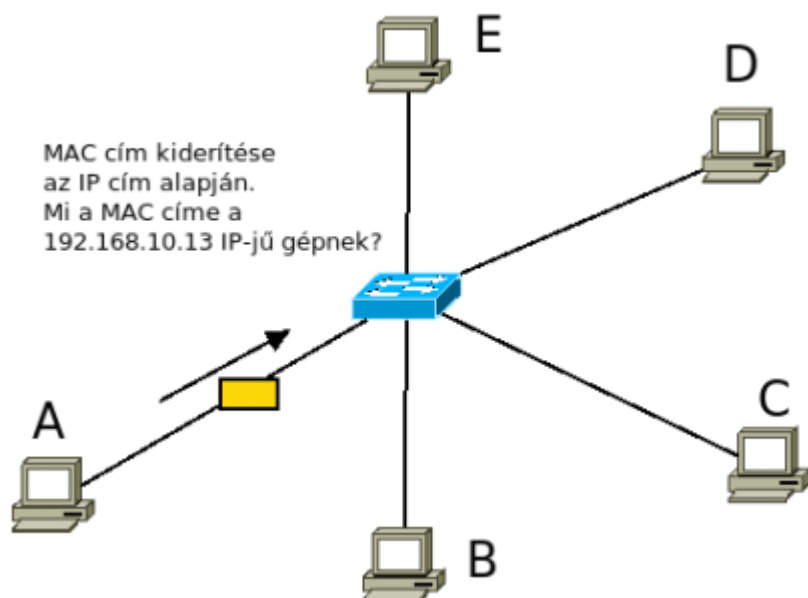 E
D
MAC cím kiderítése
az IP cím alapján.
Mi a MAC címe a
192.168.10.13 IP-jű gépnek?
A
C
B